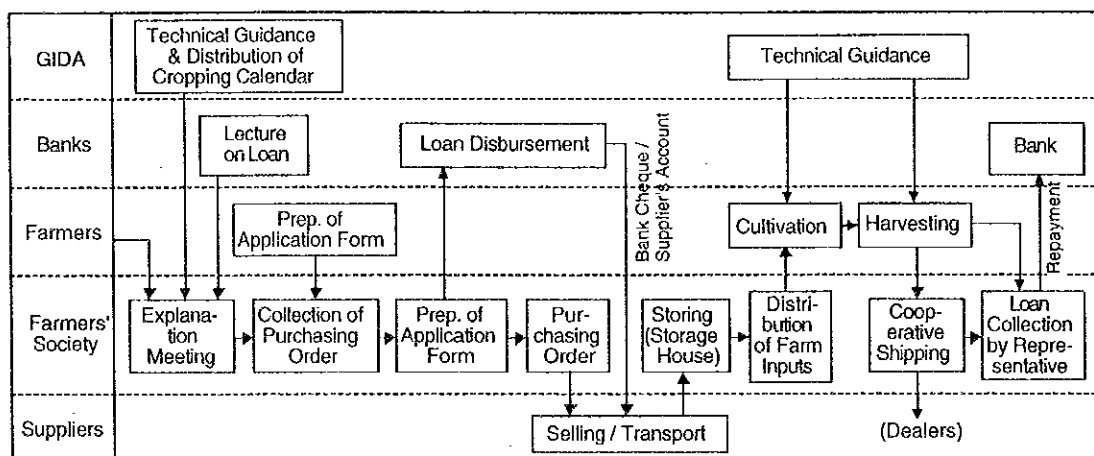 GIDA
Technical Guidance
& Distribution of
Cropping Calendar
Technical Guidance
Banks
Lecture
on Loan
Loan Disbursement
Bank Cheque /
Supplier's Account
Bank
Farmers
Prep. of
Application Form
Cultivation
Harvesting
Repayment
Farmers'
Society
Explana-
tion
Meeting
Collection of
Purchasing
Order
Prep. of
Application
Form
Pur-
chasing
Order
Storing
(Storage
House)
Distri-
bution
of Farm
Inputs
Coop-
erative
Shipping
Loan
Collection
by Repre-
sentative
Suppliers
Selling / Transport
(Dealers)